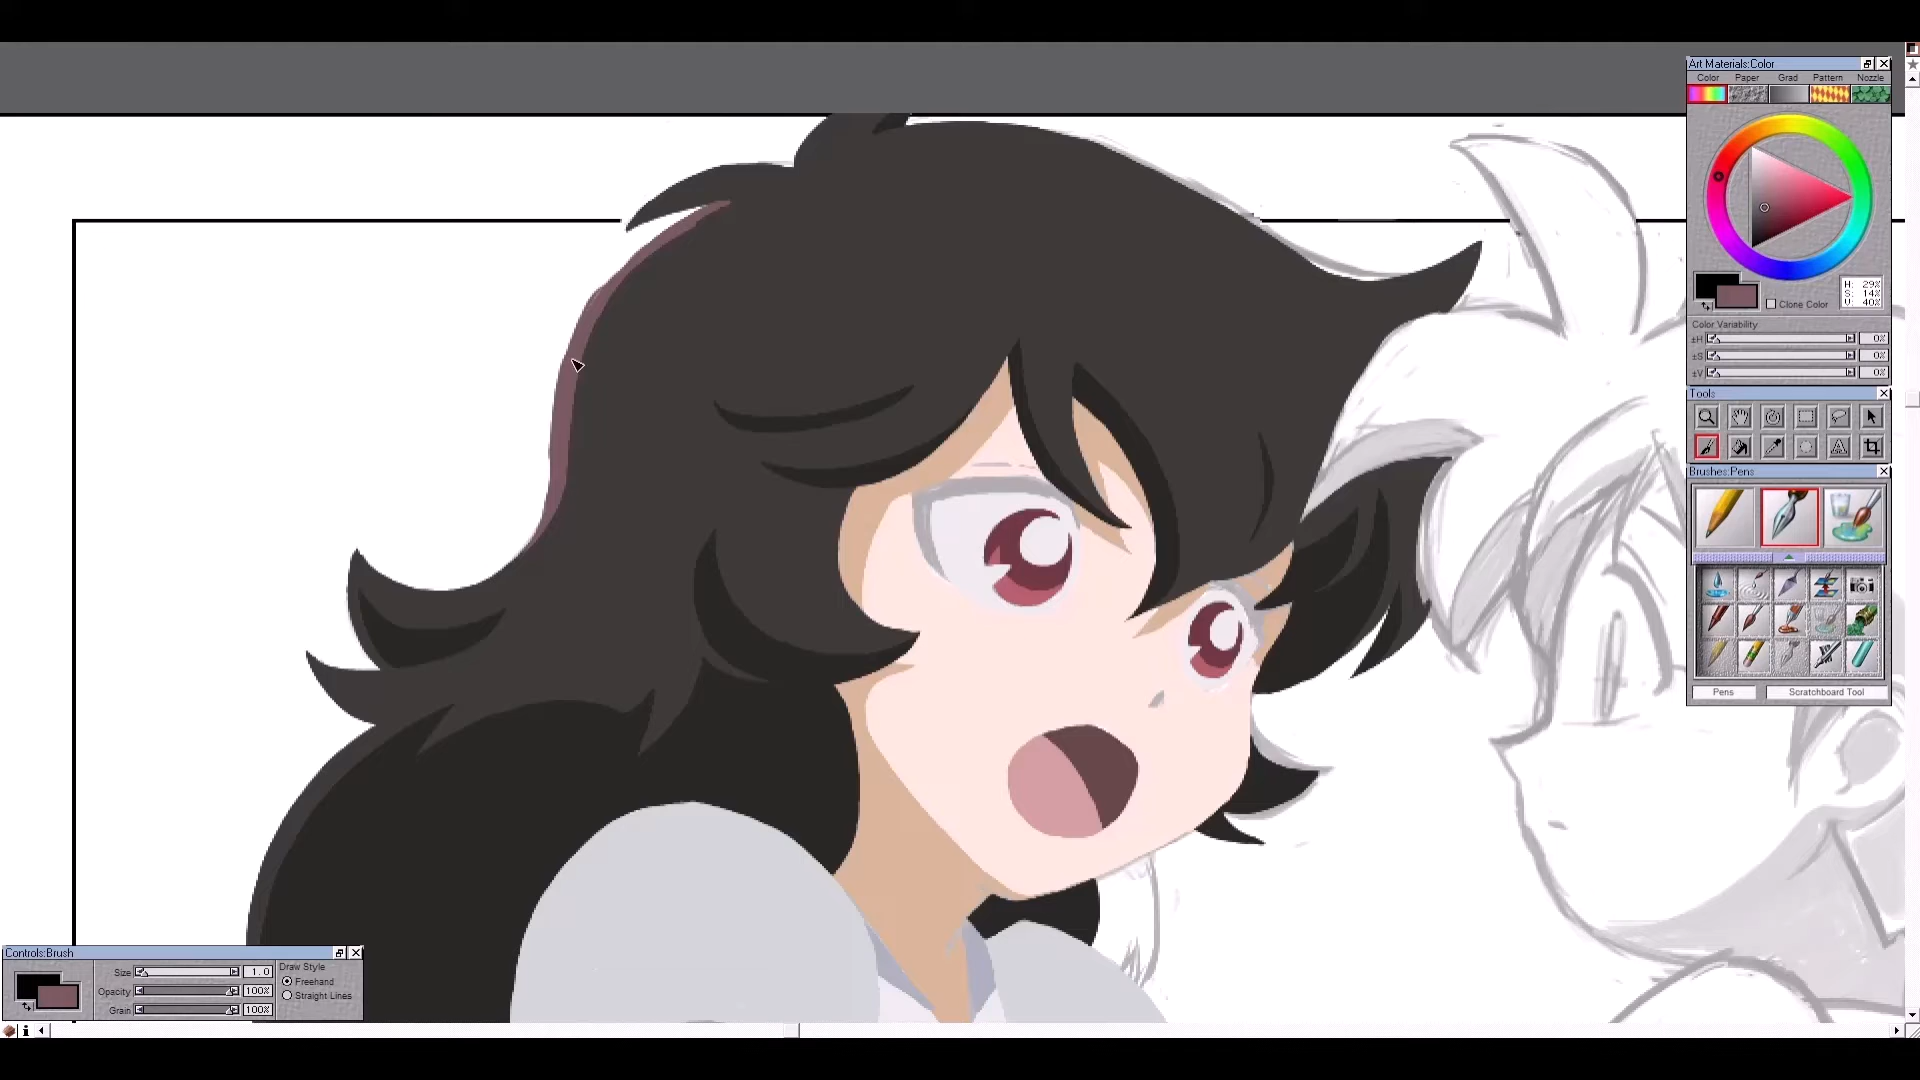 Art Materials:Color
Color Paper Grad Pattern Nozzle
H: 29%
S: 14%
V: 40%
Clone Color
Color Variability
±H 0%
±S 0%
±V 0%
Tools
Brushes:Pens
Pens Scratchboard Tool
Controls:Brush
Size 1.0
Opacity 100%
Grain 100%
Draw Style
Freehand
Straight Lines